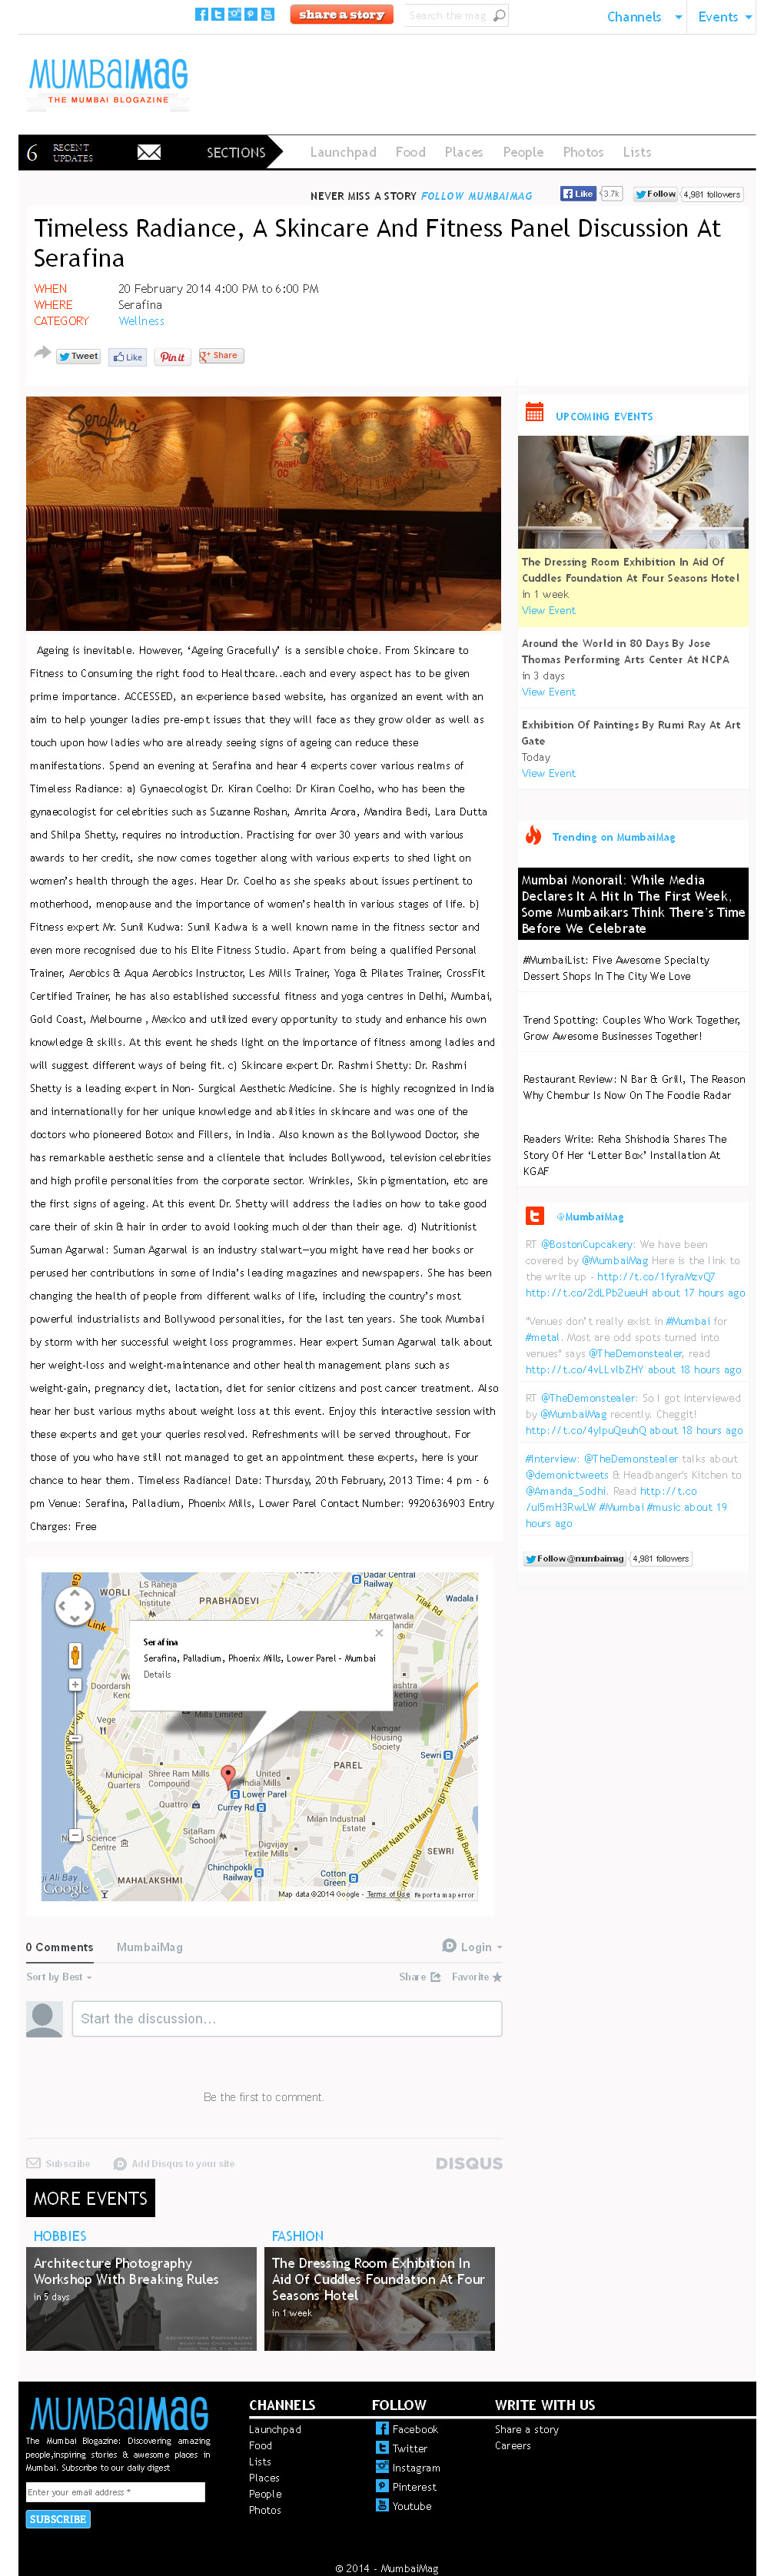 share a story
Search the mag
Channels
Events
MUMBAIMAG
THE MUMBAI BLOGAZINE
6 RECENT UPDATES
SECTIONS
Launchpad Food Places People Photos Lists
NEVER MISS A STORY FOLLOW MUMBAIMAG
Like 3.7k
Follow 4,981 followers
Timeless Radiance, A Skincare And Fitness Panel Discussion At
Serafina
WHEN 20 February 2014 4:00 PM to 6:00 PM
WHERE Serafina
CATEGORY Wellness
Tweet Like Pinit Share
Serafina
2012
Ageing is inevitable. However, ‘Ageing Gracefully’ is a sensible choice. From Skincare to
Fitness to Consuming the right food to Healthcare..each and every aspect has to be given
prime importance. ACCESSED, an experience based website, has organized an event with an
aim to help younger ladies pre-empt issues that they will face as they grow older as well as
touch upon how ladies who are already seeing signs of ageing can reduce these
manifestations. Spend an evening at Serafina and hear 4 experts cover various realms of
Timeless Radiance: a) Gynaecologist Dr. Kiran Coelho: Dr Kiran Coelho, who has been the
gynaecologist for celebrities such as Suzanne Roshan, Amrita Arora, Mandira Bedi, Lara Dutta
and Shilpa Shetty, requires no introduction. Practising for over 30 years and with various
awards to her credit, she now comes together along with various experts to shed light on
women’s health through the ages. Hear Dr. Coelho as she speaks about issues pertinent to
motherhood, menopause and the importance of women’s health in various stages of life. b)
Fitness expert Mr. Sunil Kudwa: Sunil Kadwa is a well known name in the fitness sector and
even more recognised due to his Elite Fitness Studio. Apart from being a qualified Personal
Trainer, Aerobics & Aqua Aerobics Instructor, Les Mills Trainer, Yoga & Pilates Trainer, CrossFit
Certified Trainer, he has also established successful fitness and yoga centres in Delhi, Mumbai,
Gold Coast, Melbourne , Mexico and utilized every opportunity to study and enhance his own
knowledge & skills. At this event he sheds light on the importance of fitness among ladies and
will suggest different ways of being fit. c) Skincare expert Dr. Rashmi Shetty: Dr. Rashmi
Shetty is a leading expert in Non- Surgical Aesthetic Medicine. She is highly recognized in India
and internationally for her unique knowledge and abilities in skincare and was one of the
doctors who pioneered Botox and Fillers, in India. Also known as the Bollywood Doctor, she
has remarkable aesthetic sense and a clientele that includes Bollywood, television celebrities
and high profile personalities from the corporate sector. Wrinkles, Skin pigmentation, etc are
the first signs of ageing. At this event Dr. Shetty will address the ladies on how to take good
care their of skin & hair in order to avoid looking much older than their age. d) Nutritionist
Suman Agarwal: Suman Agarwal is an industry stalwart—you might have read her books or
perused her contributions in some of India’s leading magazines and newspapers. She has been
changing the health of people from different walks of life, including the country’s most
powerful industrialists and Bollywood personalities, for the last ten years. She took Mumbai
by storm with her successful weight loss programmes. Hear expert Suman Agarwal talk about
her weight-loss and weight-maintenance and other health management plans such as
weight-gain, pregnancy diet, lactation, diet for senior citizens and post cancer treatment. Also
hear her bust various myths about weight loss at this event. Enjoy this interactive session with
these experts and get your queries resolved. Refreshments will be served throughout. For
those of you who have still not managed to get an appointment these experts, here is your
chance to hear them. Timeless Radiance! Date: Thursday, 20th February, 2013 Time: 4 pm - 6
pm Venue: Serafina, Palladium, Phoenix Mills, Lower Parel Contact Number: 9920636903 Entry
Charges: Free
UPCOMING EVENTS
The Dressing Room Exhibition In Aid Of
Cuddles Foundation At Four Seasons Hotel
in 1 week
View Event
Around the World in 80 Days By Jose
Thomas Performing Arts Center At NCPA
in 3 days
View Event
Exhibition Of Paintings By Rumi Ray At Art
Gate
Today
View Event
Trending on MumbaiMag
Mumbai Monorail: While Media
Declares It A Hit In The First Week,
Some Mumbaikars Think There's Time
Before We Celebrate
#MumbaiList: Five Awesome Specialty
Dessert Shops In The City We Love
Trend Spotting: Couples Who Work Together,
Grow Awesome Businesses Together!
Restaurant Review: N Bar & Grill, The Reason
Why Chembur Is Now On The Foodie Radar
Readers Write: Reha Shishodia Shares The
Story Of Her ‘Letter Box’ Installation At
KGAF
@MumbaiMag
RT @BostonCupcakery: We have been
covered by @MumbaiMag Here is the link to
the write up - http://t.co/1fyraMzvQ7
http://t.co/2dLPb2ueuH about 17 hours ago
"Venues don't really exist in #Mumbai for
#metal. Most are odd spots turned into
venues" says @TheDemonstealer, read
http://t.co/4vLLvlbZHY about 18 hours ago
RT @TheDemonstealer: So I got interviewed
by @MumbaiMag recently. Cheggit!
http://t.co/4ylpuQeuhQ about 18 hours ago
#Interview: @TheDemonstealer talks about
@demonictweets & Headbanger's Kitchen to
@Amanda_Sodhi. Read http://t.co
/ul5mH3RwLW #Mumbai #music about 19
hours ago
Follow @mumbaimag 4,981 followers
Dadar Central
Railway
WORLI
LS Raheja
Technical
Institute
PRABHADEVI
Wadala
Matargwala
Serafina
Serafina, Palladium, Phoenix Mills, Lower Parel - Mumbai
Details
Vege
Mills Limited
Kamgar
Hospital
Society
Sewri
PAREL
Municipal
Quarters
Shree Ram Mills
Compound
United
India Mills
Lower Parel
Quattro
Currey Rd
Milan Industrial
Estate
SitaRam
School
Digvijay
Textile Mills
Science
Centre
Chinchpokli
Railway
Cotton
Green
SEWRI
MAHALAKSHMI
ji Ali Bay
Google
Map data ©2014 Google - Terms of Use Report a map error
0 Comments MumbaiMag Login
Sort by Best Share Favorite
Start the discussion…
Be the first to comment.
Subscribe Add Disqus to your site DISQUS
MORE EVENTS
HOBBIES
Architecture Photography
Workshop With Breaking Rules
in 5 days
FASHION
The Dressing Room Exhibition In
Aid Of Cuddles Foundation At Four
Seasons Hotel
in 1 week
MUMBAIMAG
The Mumbai Blogazine: Discovering amazing
people,inspiring stories & awesome places in
Mumbai. Subscribe to our daily digest
Enter your email address *
SUBSCRIBE
CHANNELS
Launchpad
Food
Lists
Places
People
Photos
FOLLOW
Facebook
Twitter
Instagram
Pinterest
Youtube
WRITE WITH US
Share a story
Careers
© 2014 - MumbaiMag